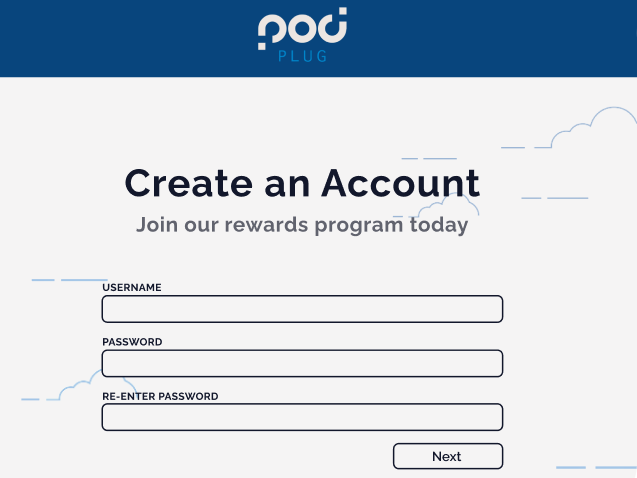 pod
PLUG
Create an Account
Join our rewards program today
USERNAME
PASSWORD
RE-ENTER PASSWORD
Next